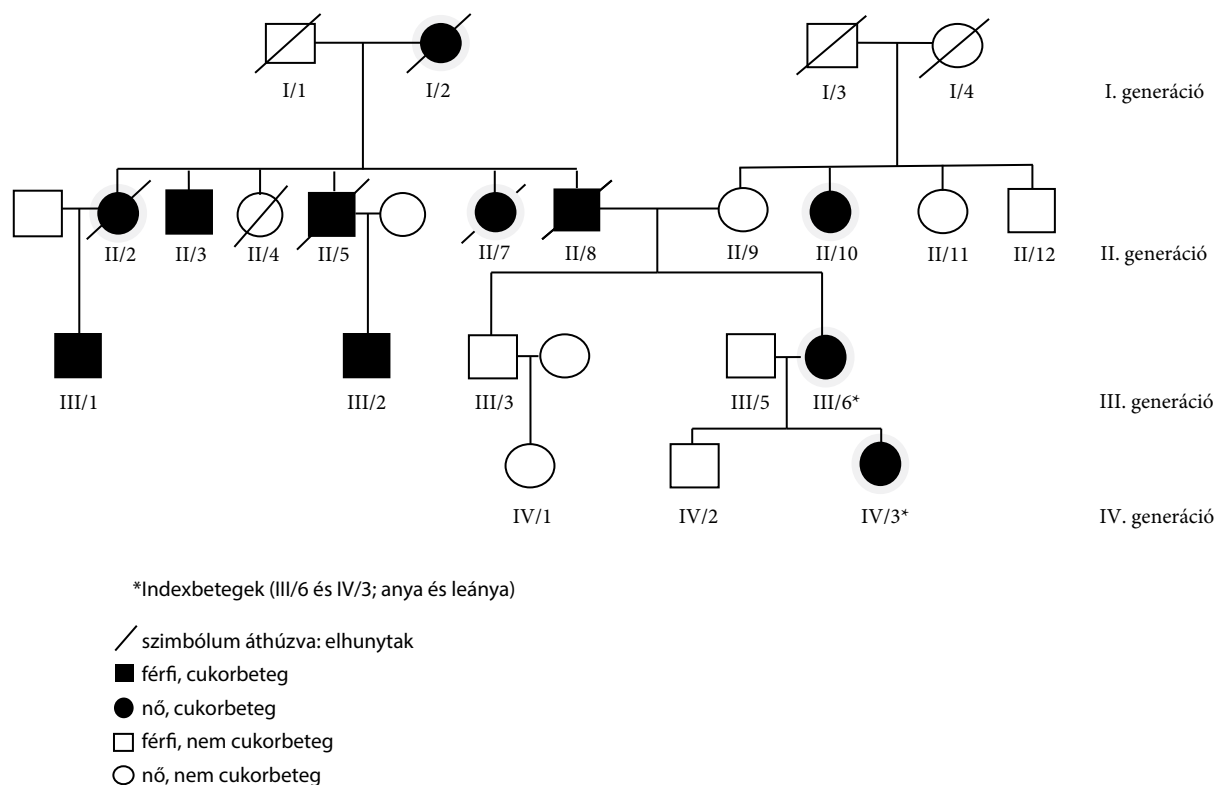 I/1 I/2 I/3 I/4 I. generáció
II/2 II/3 II/4 II/5 II/7 II/8 II/9 II/10 II/11 II/12 II. generáció
III/1 III/2 III/3 III/5 III/6* III. generáció
IV/1 IV/2 IV/3* IV. generáció
*Indexbetegek (III/6 és IV/3; anya és leánya)
szimbólum áthúzva: elhunytak
férfi, cukorbeteg
nő, cukorbeteg
férfi, nem cukorbeteg
nő, nem cukorbeteg